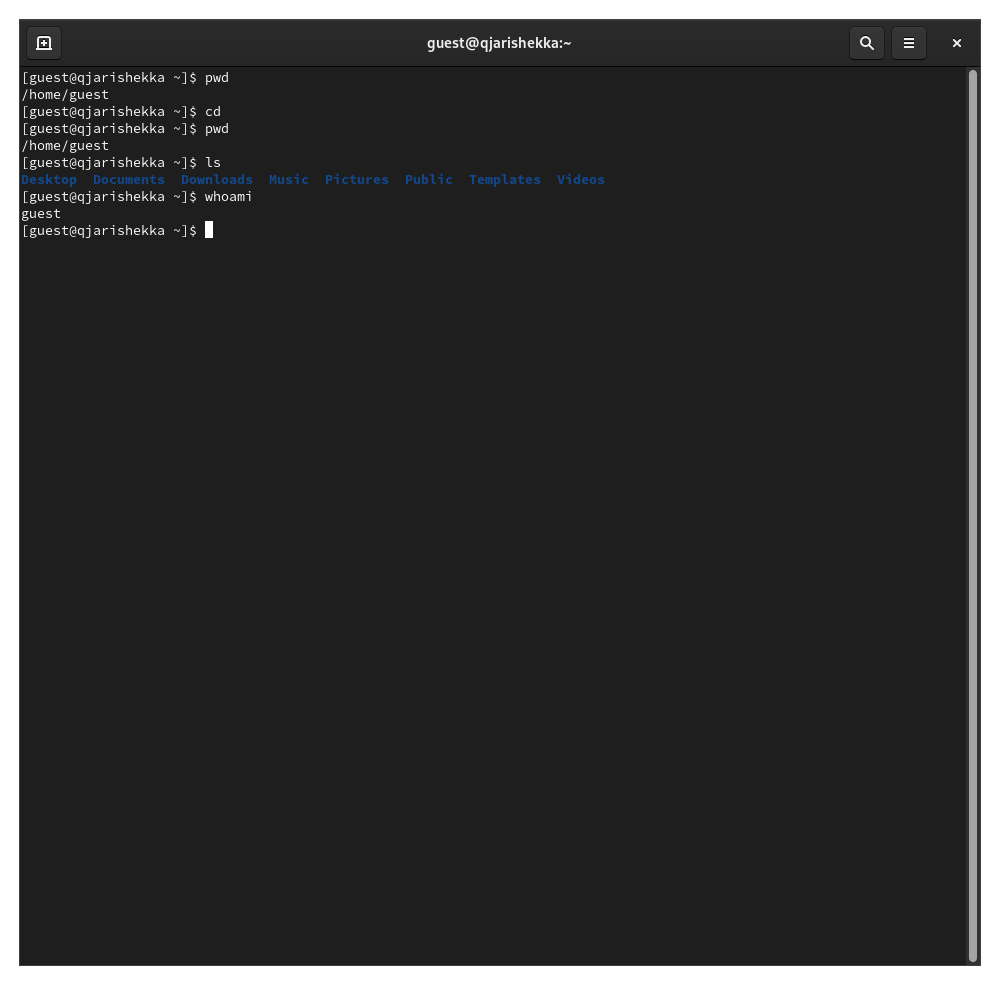 guest@qjarishekka:~
[guest@qjarishekka ~]$ pwd
/home/guest
[guest@qjarishekka ~]$ cd
[guest@qjarishekka ~]$ pwd
/home/guest
[guest@qjarishekka ~]$ ls
Desktop  Documents  Downloads  Music  Pictures  Public  Templates  Videos
[guest@qjarishekka ~]$ whoami
guest
[guest@qjarishekka ~]$